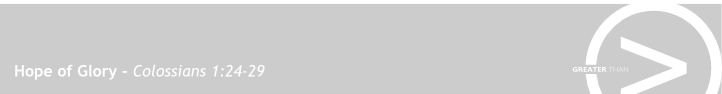 Hope of Glory - Colossians 1:24-29
GREATER THAN